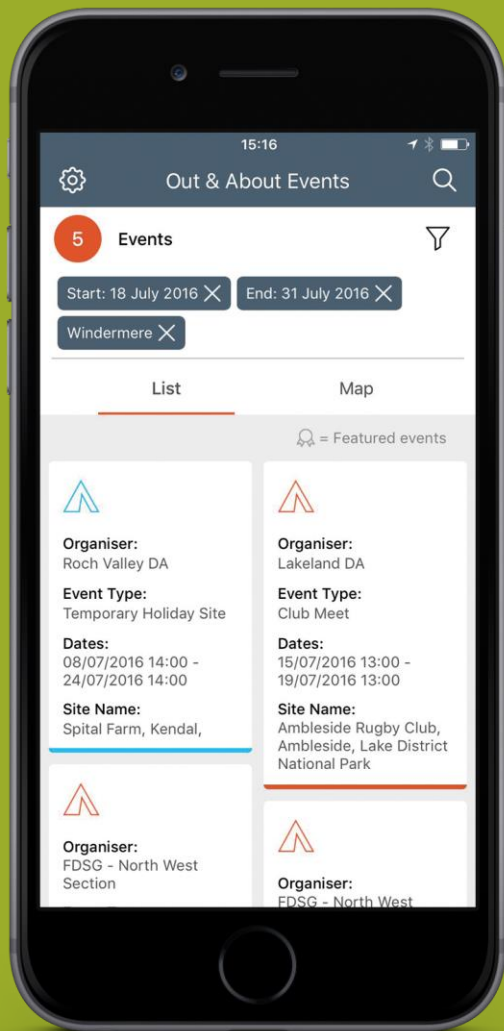 15:16
Out & About Events
5 Events
Start: 18 July 2016 End: 31 July 2016
Windermere
List Map
= Featured events
Organiser:
Roch Valley DA
Event Type:
Temporary Holiday Site
Dates:
08/07/2016 14:00 -
24/07/2016 14:00
Site Name:
Spital Farm, Kendal,
Organiser:
Lakeland DA
Event Type:
Club Meet
Dates:
15/07/2016 13:00 -
19/07/2016 13:00
Site Name:
Ambleside Rugby Club,
Ambleside, Lake District
National Park
Organiser:
FDSG - North West
Section
Organiser:
FDSG - North West